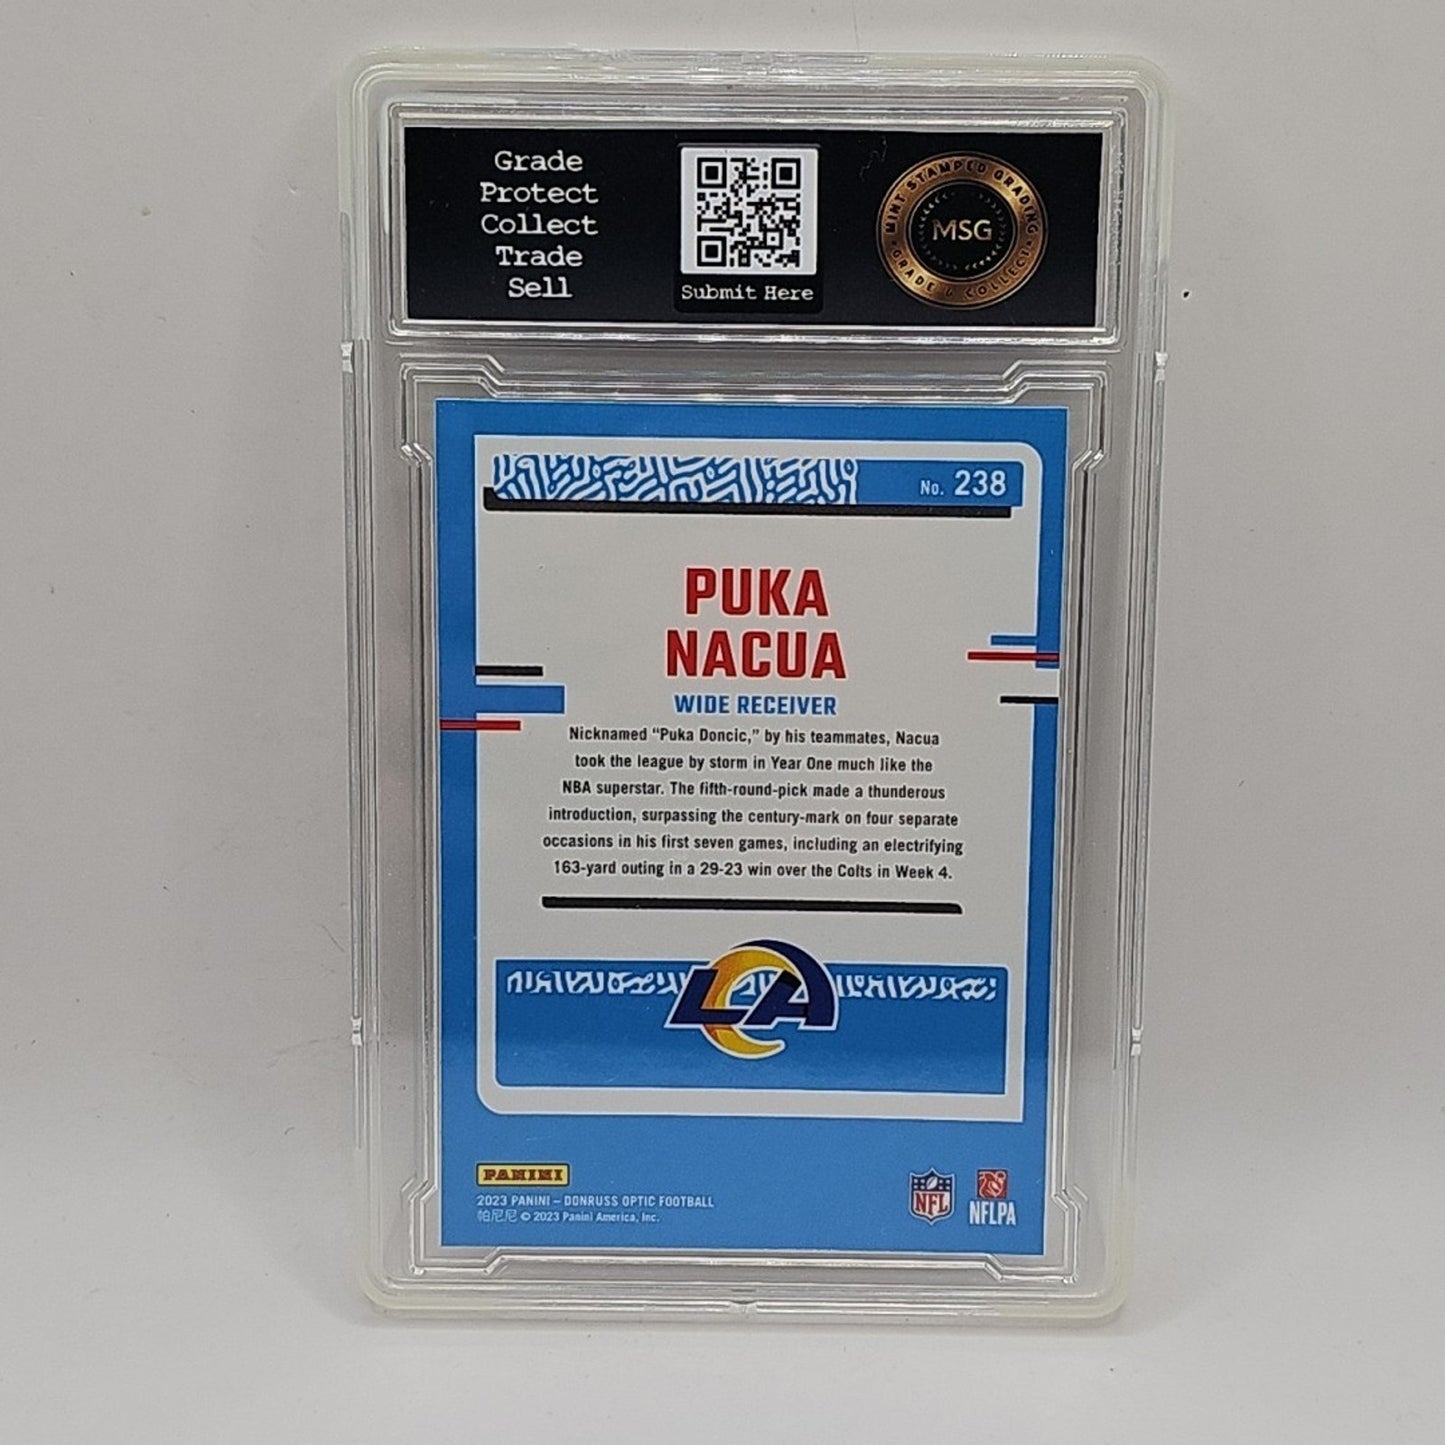 Grade
Protect
Collect
Trade
Sell
Submit Here
MINT STAMPED GRADING
MSG
GRADE & COLLECT
No. 238
PUKA
NACUA
WIDE RECEIVER
Nicknamed “Puka Doncic,” by his teammates, Nacua
took the league by storm in Year One much like the
NBA superstar. The fifth-round-pick made a thunderous
introduction, surpassing the century-mark on four separate
occasions in his first seven games, including an electrifying
163-yard outing in a 29-23 win over the Colts in Week 4.
LA
PANINI
2023 PANINI – DONRUSS OPTIC FOOTBALL
帕尼尼 © 2023 Panini America, Inc.
NFL
NFLPA